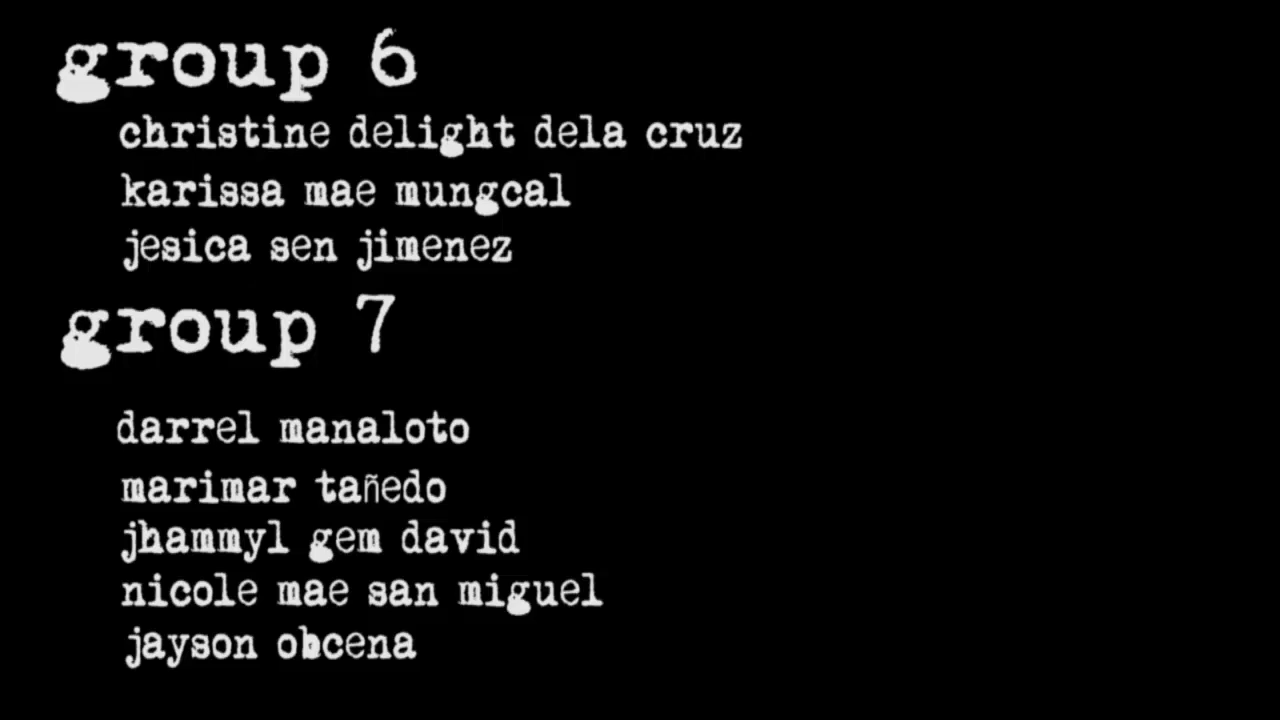 group 6
christine delight dela cruz
karissa mae mungcal
jesica sen jimenez
group 7
darrel manaloto
marimar tañedo
jhammyl gem david
nicole mae san miguel
jayson obcena